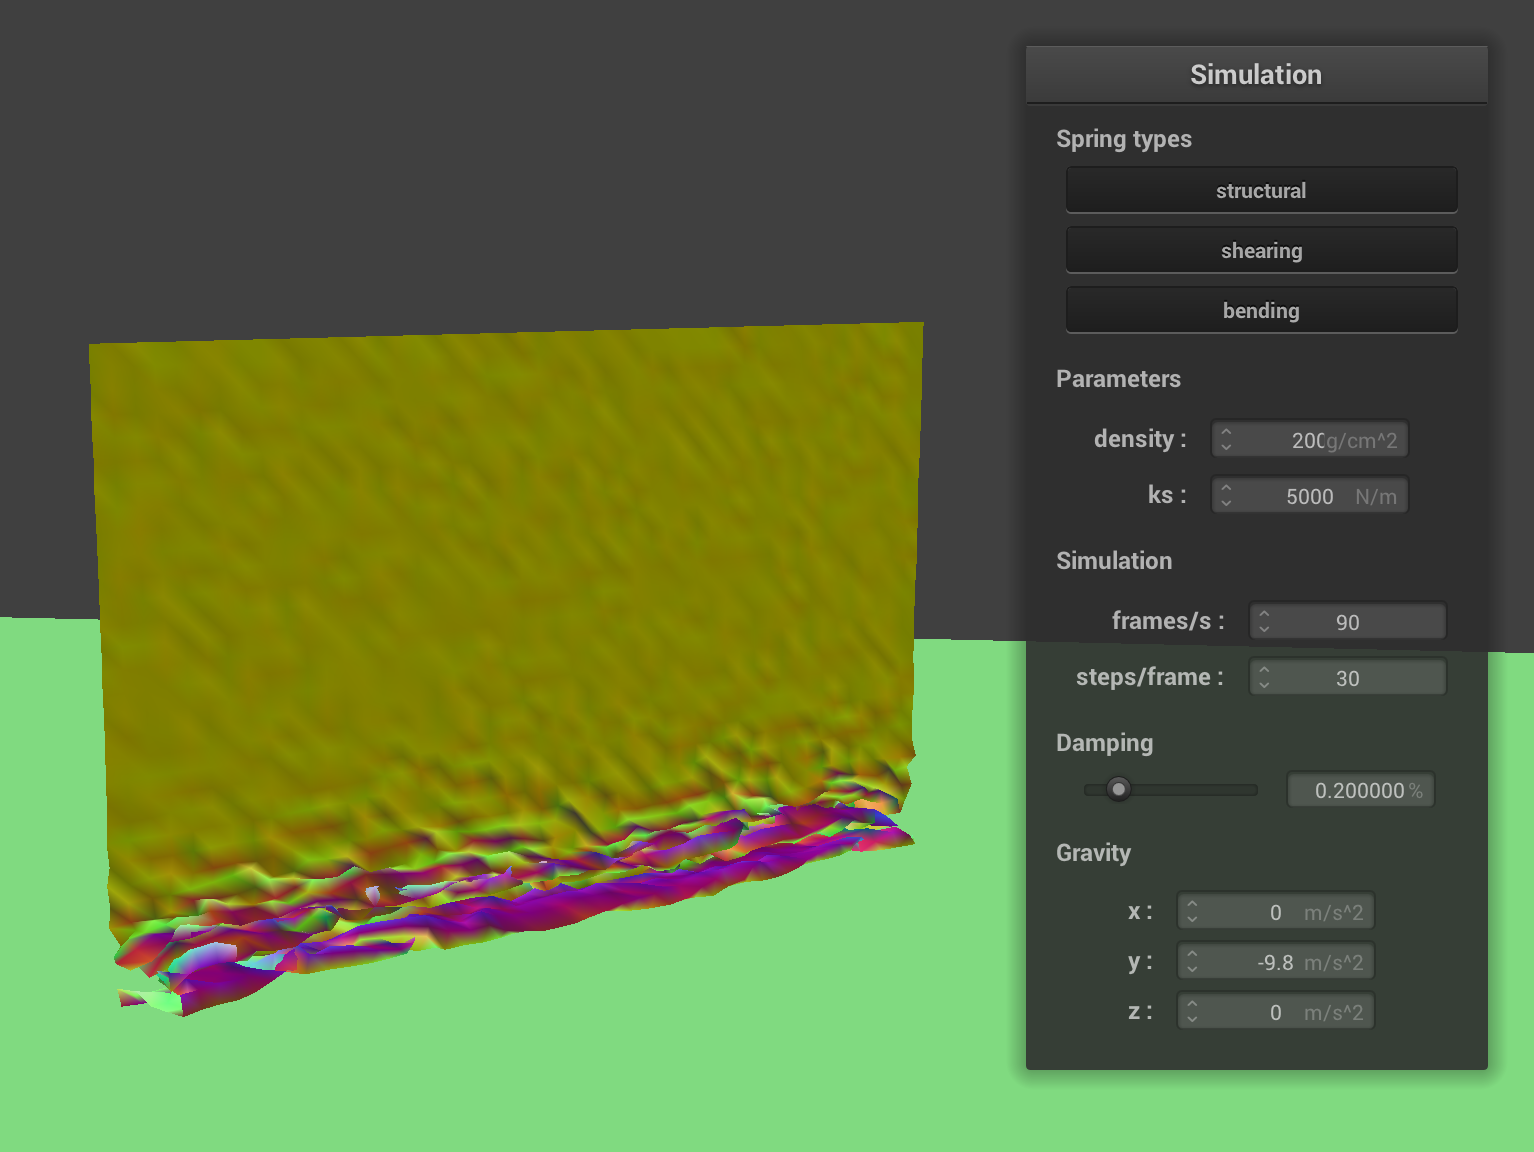 Simulation
Spring types
structural
shearing
bending
Parameters
density : 200g/cm^2
ks : 5000 N/m
Simulation
frames/s : 90
steps/frame : 30
Damping
0.200000 %
Gravity
x : 0 m/s^2
y : -9.8 m/s^2
z : 0 m/s^2